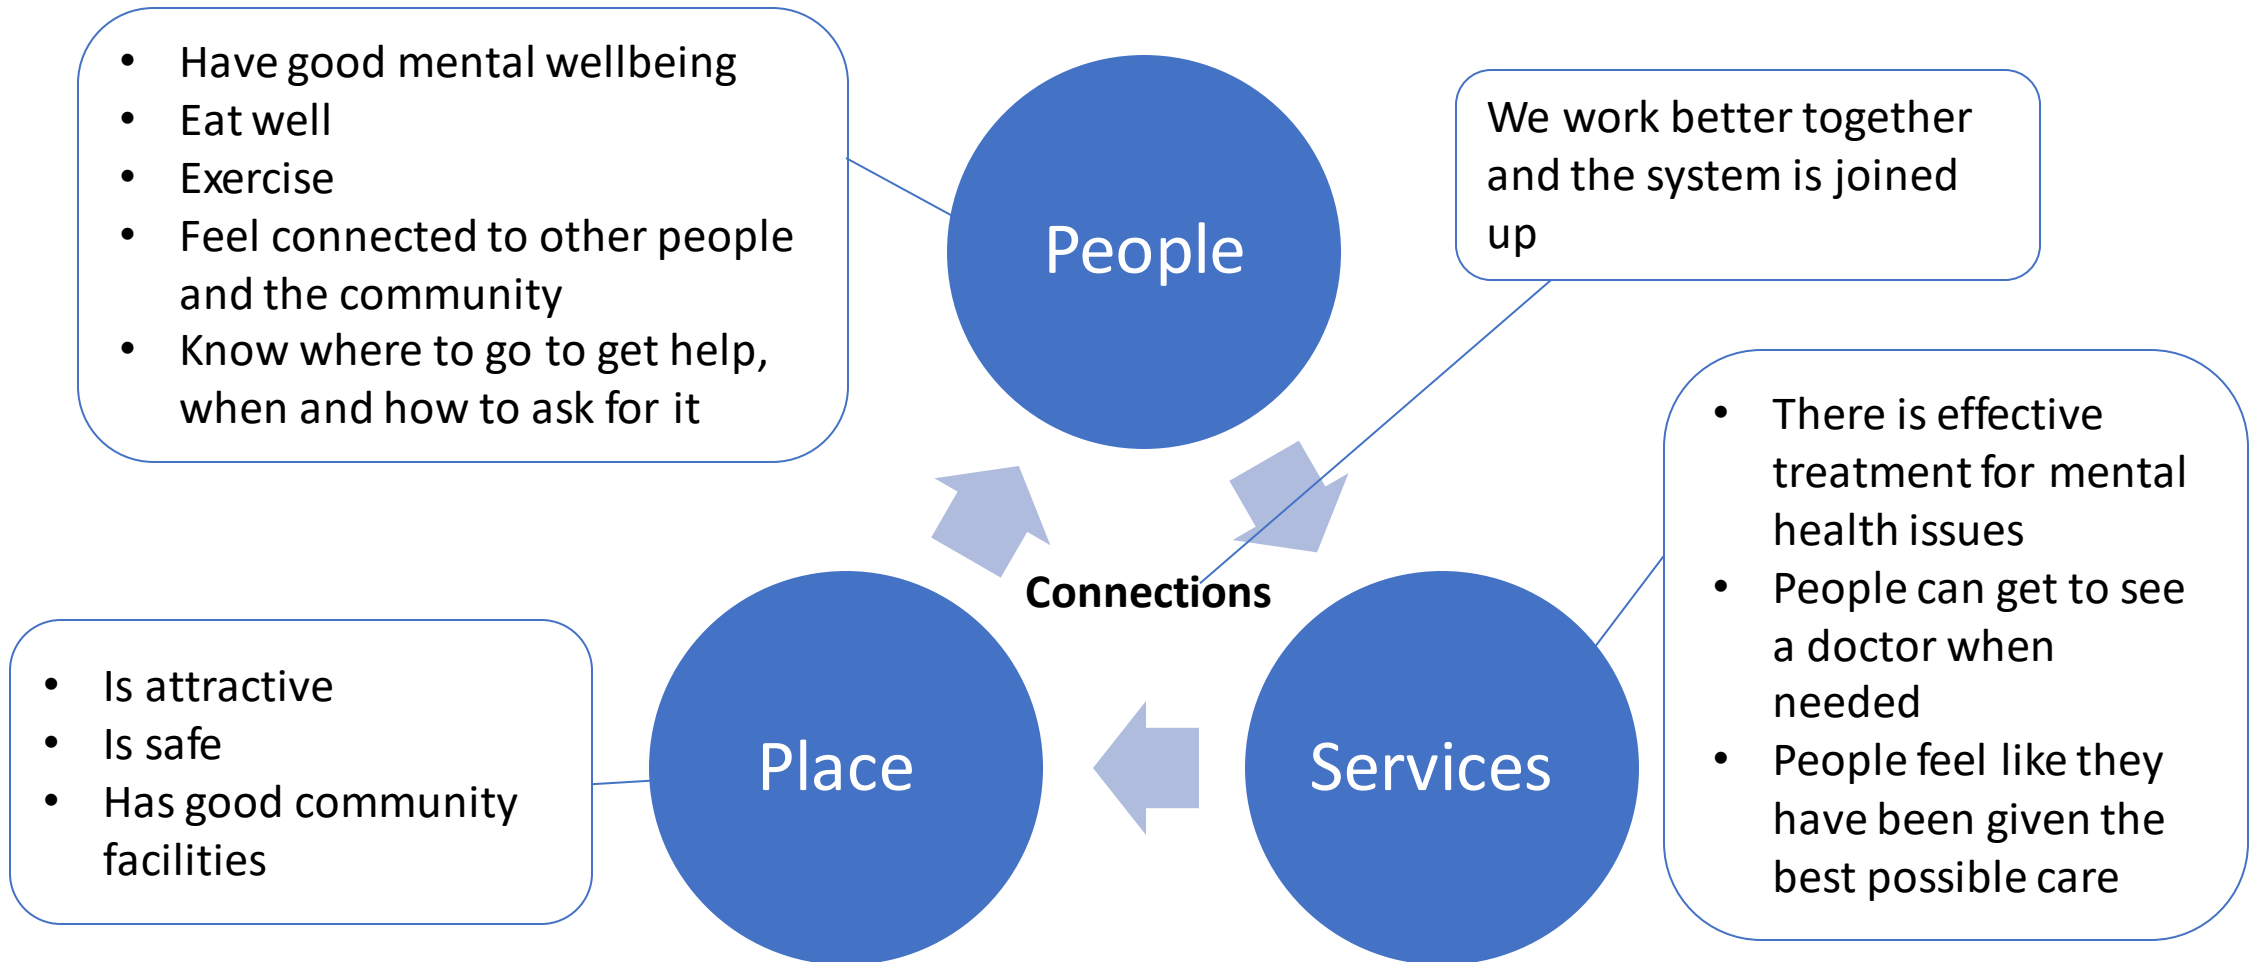 • Have good mental wellbeing
• Eat well
• Exercise
• Feel connected to other people
and the community
• Know where to go to get help,
when and how to ask for it
People
We work better together
and the system is joined
up
Connections
• There is effective
treatment for mental
health issues
• People can get to see
a doctor when
needed
• People feel like they
have been given the
best possible care
Services
Place
• Is attractive
• Is safe
• Has good community
facilities